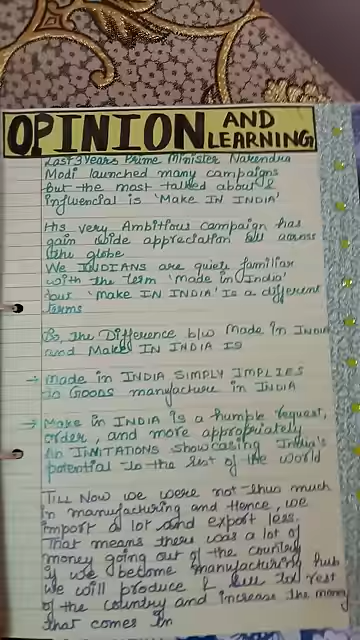 OPINION AND LEARNING
Last 3 Years Prime Minister Narendra
Modi launched many campaigns
but the most talked about &
influencial is 'Make IN INDIA'
His very Ambitious campaign has
gain wide appreciation all across
the globe
We INDIANS are quiet familiar
with the term 'made in India'
but 'Make IN INDIA' Is a different
terms
So, the Difference b/w made in India
and Make IN INDIA IS
→ Made in INDIA SIMPLY IMPLIES
to GOODS manufacture in INDIA
→ Make in INDIA is a humble request,
order, and more appropriately
An INVITATIONS showcasing India's
potential to the rest of the world
Till Now we were not thus much
in manufacturing and Hence, we
import a lot and export less.
That means there was a lot of
money going out of the country
if we become manufacturing hub
we will produce & sell to rest
of the country and increase the money
that comes in